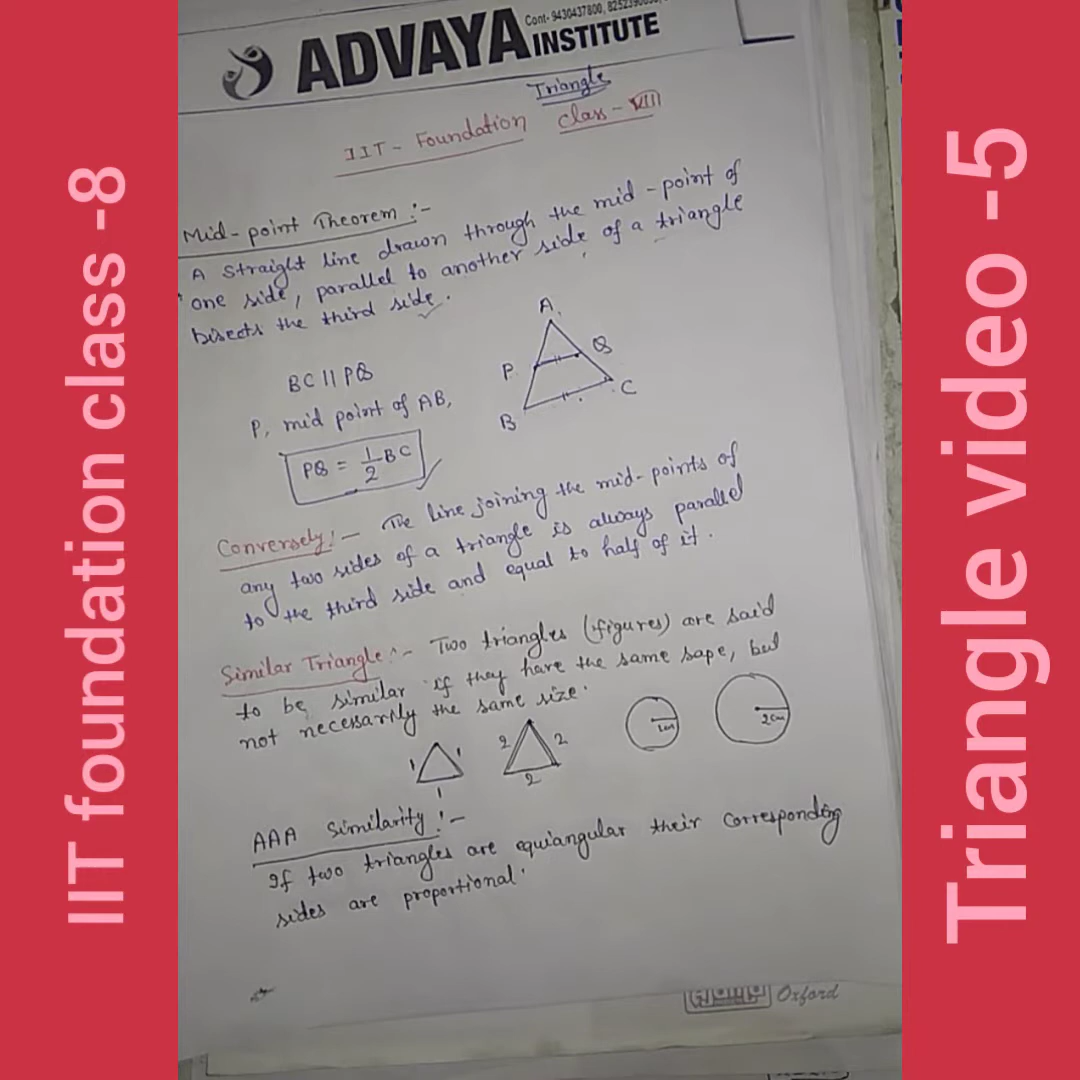 IIT foundation class -8
Triangle video -5
Cont- 9430437800,
ADVAYA INSTITUTE
Triangle
IIT - Foundation Class - VIII
Mid-point Theorem :-
A straight line drawn through the mid-point of
one side, parallel to another side of a triangle
bisects the third side.
A
P
Q
B
C
BC || PQ
P, mid point of AB,
PQ = 1/2 BC
Conversely :- The line joining the mid-points of
any two sides of a triangle is always parallel
to the third side and equal to half of it.
Similar Triangle :- Two triangles (figures) are said
to be similar if they have the same sape, but
not necessarily the same size.
1 1 1
2 2 2
1cm
2cm
AAA Similarity :-
If two triangles are equiangular their corresponding
sides are proportional.
Oxford